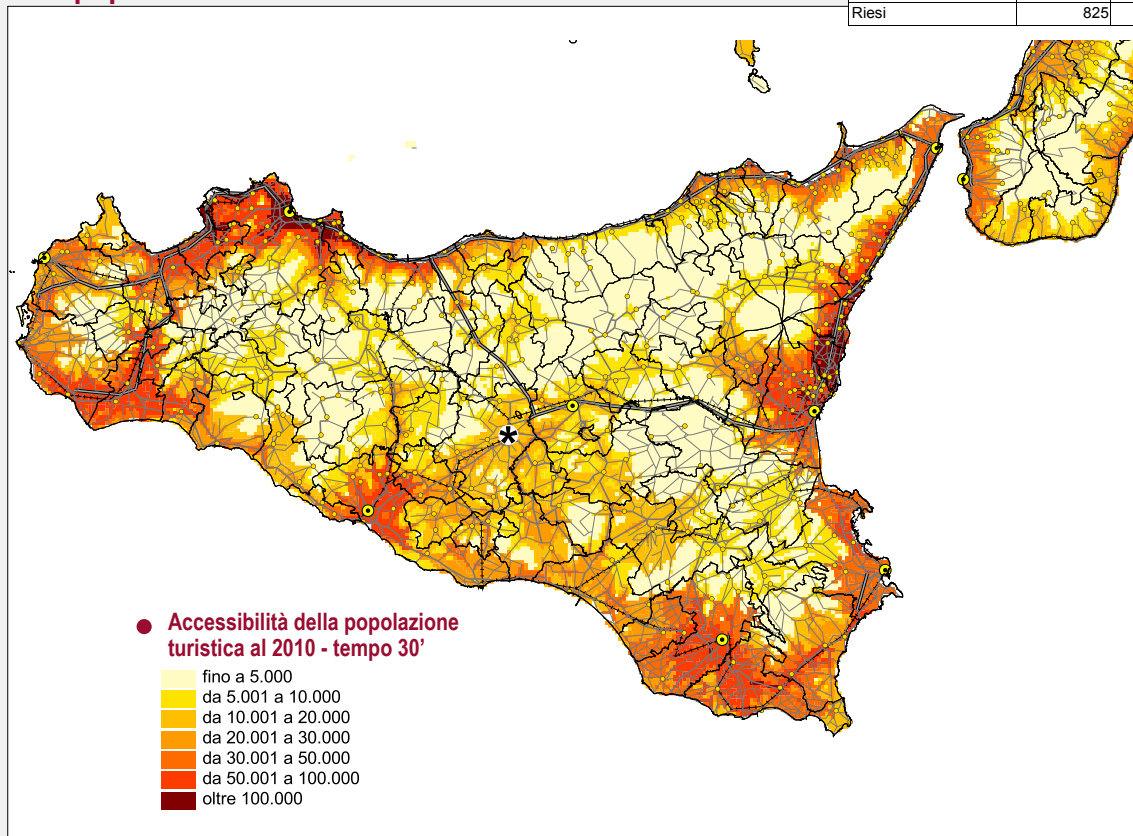 Riesi 825
Accessibilità della popolazione
turistica al 2010 - tempo 30’
fino a 5.000
da 5.001 a 10.000
da 10.001 a 20.000
da 20.001 a 30.000
da 30.001 a 50.000
da 50.001 a 100.000
oltre 100.000